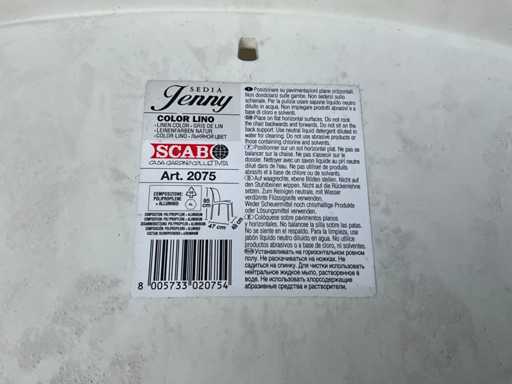 SEDIA
Jenny
COLOR LINO
•LINEN COLOR •GRIS DE LIN
•LEINENFARBEN NATUR
•COLOR LINO •ЛЬНЯНОЙ ЦВЕТ
SCAB
CASA GARDEN COLLETTIVITÀ
Art. 2075
COMPOSIZIONE:
POLIPROPILENE
+ ALLUMINIO
85 cm
47 cm
8 005733 020754
Posizionare su pavimentazioni piane orizzontali.
Non dondolarsi sulle gambe. Non sedersi sullo
schienale. Per la pulizia usare sapone liquido neutro
diluito in acqua. Non impiegare prodotti abrasivi o a
base di cloro e solventi.
GB Place on flat horizontal surfaces. Do not rock the
chair backwards and forwards. Do not sit on the
back support. Use neutral liquid detergent diluted in
water for cleaning. Do not use abrasive products or
those containing chlorine and solvents.
F Positionner sur un sol horizontal plat. Ne pas se
balancer sur la chaise. Ne pas s'asseoir sur le
dossier. Nettoyer avec un savon liquide au pH neutre
dilué dans de l'eau. Ne pas utiliser de produits
abrasifs à base de chlore ou de solvants.
D Auf waagrechte, ebene Böden stellen. Nicht auf
den Stuhlbeinen wippen. Nicht auf die Rückenlehne
setzen. Zum Reinigen neutrale, mit Wasser
verdünnte Flüssigseife verwenden.
Weder Scheuermittel noch chlorhaltige Produkte
oder Lösungsmittel verwenden.
E Colóquese sobre pavimentos planos
y horizontales. No balancear la silla sobre las patas.
No se siente en el respaldo. Para la limpieza, use
jabón líquido neutro diluido en agua. No utilice
productos abrasivos o a base de cloro, ni disolventes.
Устанавливать на горизонтальном ровном
полу. Не раскачиваться на ножках. Не
садиться на спинку. Для чистки использовать
нейтральное жидкое мыло, растворенное в
воде. Не использовать хлорсодержащие
абразивные средства и растворители.